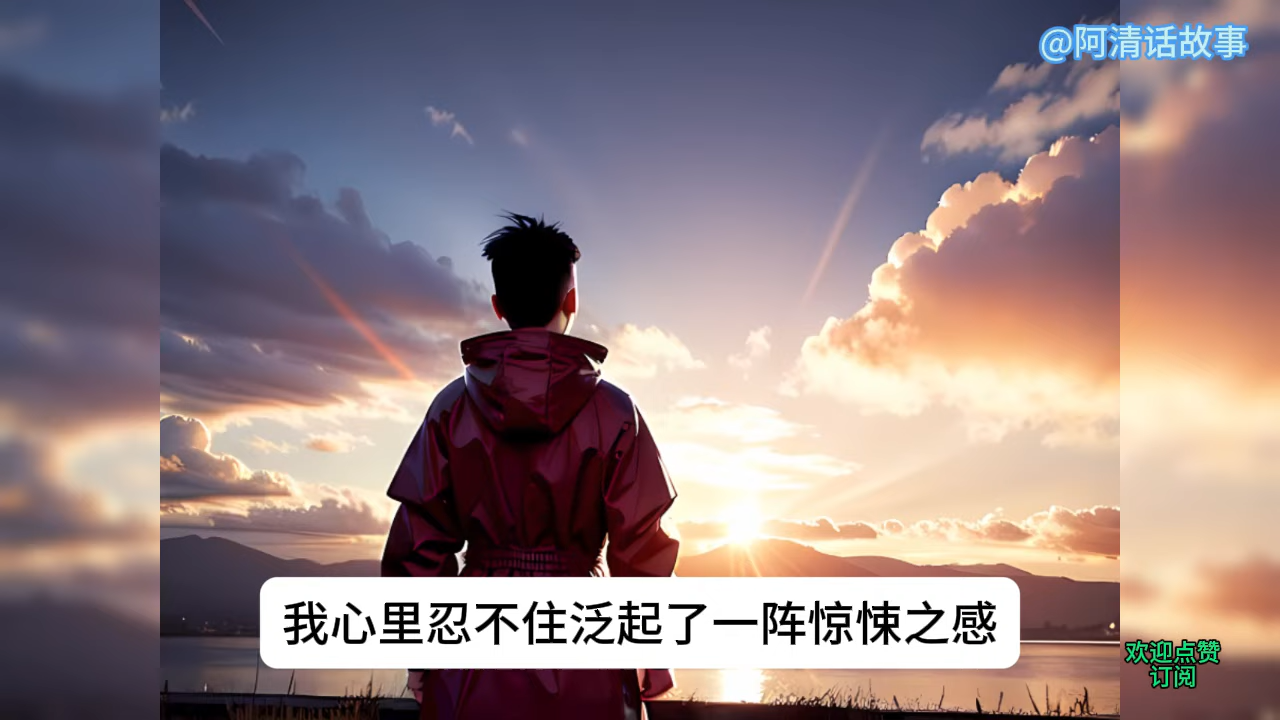 @阿清话故事
我心里忍不住泛起了一阵惊悚之感
欢迎点赞
订阅